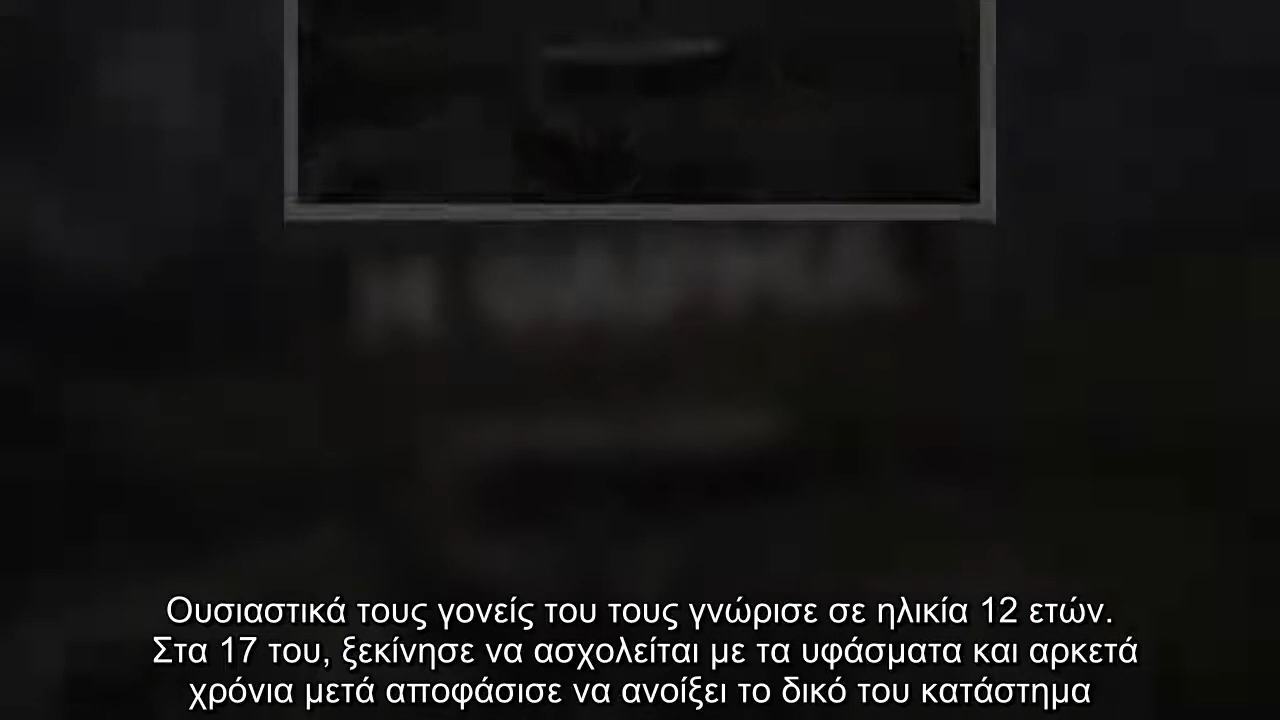 Ουσιαστικά τους γονείς του τους γνώρισε σε ηλικία 12 ετών.
Στα 17 του, ξεκίνησε να ασχολείται με τα υφάσματα και αρκετά
χρόνια μετά αποφάσισε να ανοίξει το δικό του κατάστημα